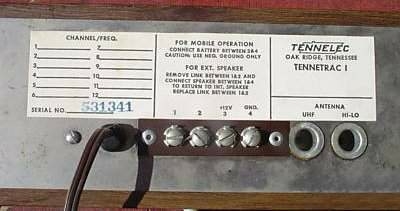 CHANNEL/FREQ.
1 7
2 8
3 9
4 10
5 11
6 12
SERIAL NO. 531341
FOR MOBILE OPERATION
CONNECT BATTERY BETWEEN 3&4
CAUTION: USE NEG. GROUND ONLY
FOR EXT. SPEAKER
REMOVE LINK BETWEEN 1&2 AND
CONNECT SPEAKER BETWEEN 1&4
TO RETURN TO INT. SPEAKER
REPLACE LINK BETWEEN 1&2
+12V GND.
1 2 3 4
TENNELEC
OAK RIDGE, TENNESSEE
TENNETRAC I
ANTENNA
UHF HI-LO